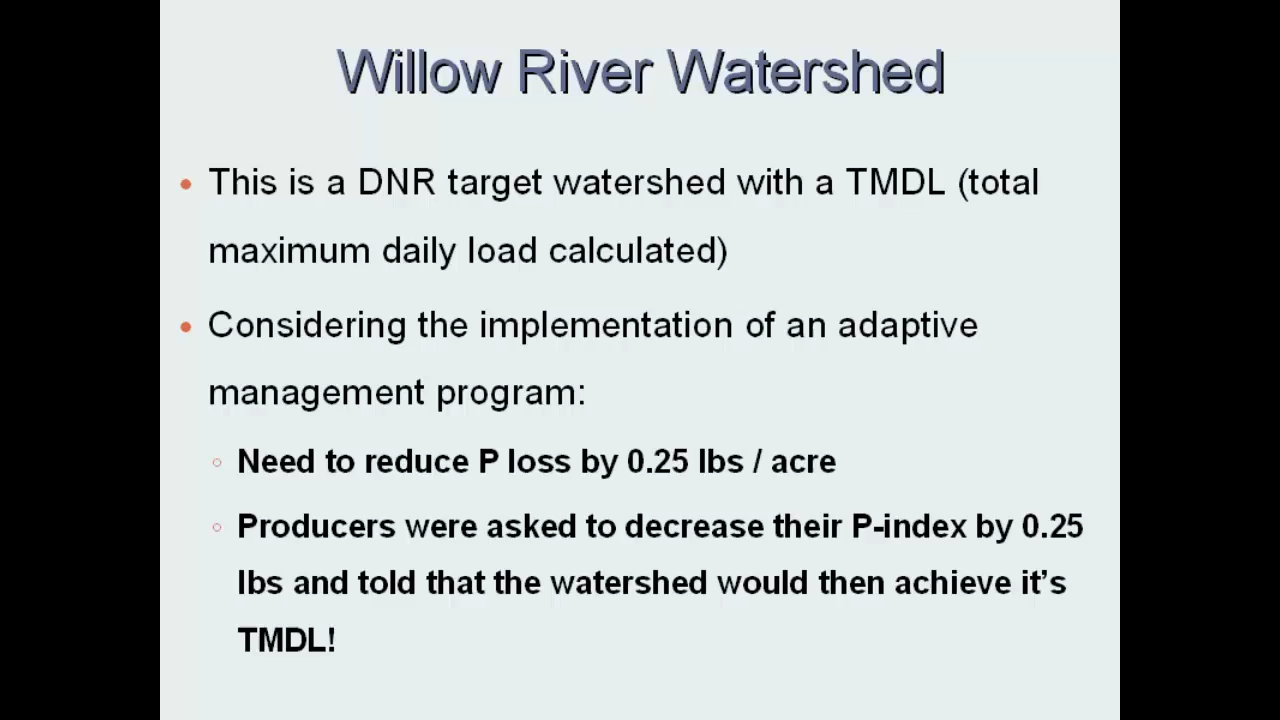 Willow River Watershed
• This is a DNR target watershed with a TMDL (total
maximum daily load calculated)
• Considering the implementation of an adaptive
management program:
◦ Need to reduce P loss by 0.25 lbs / acre
◦ Producers were asked to decrease their P-index by 0.25
lbs and told that the watershed would then achieve it’s
TMDL!